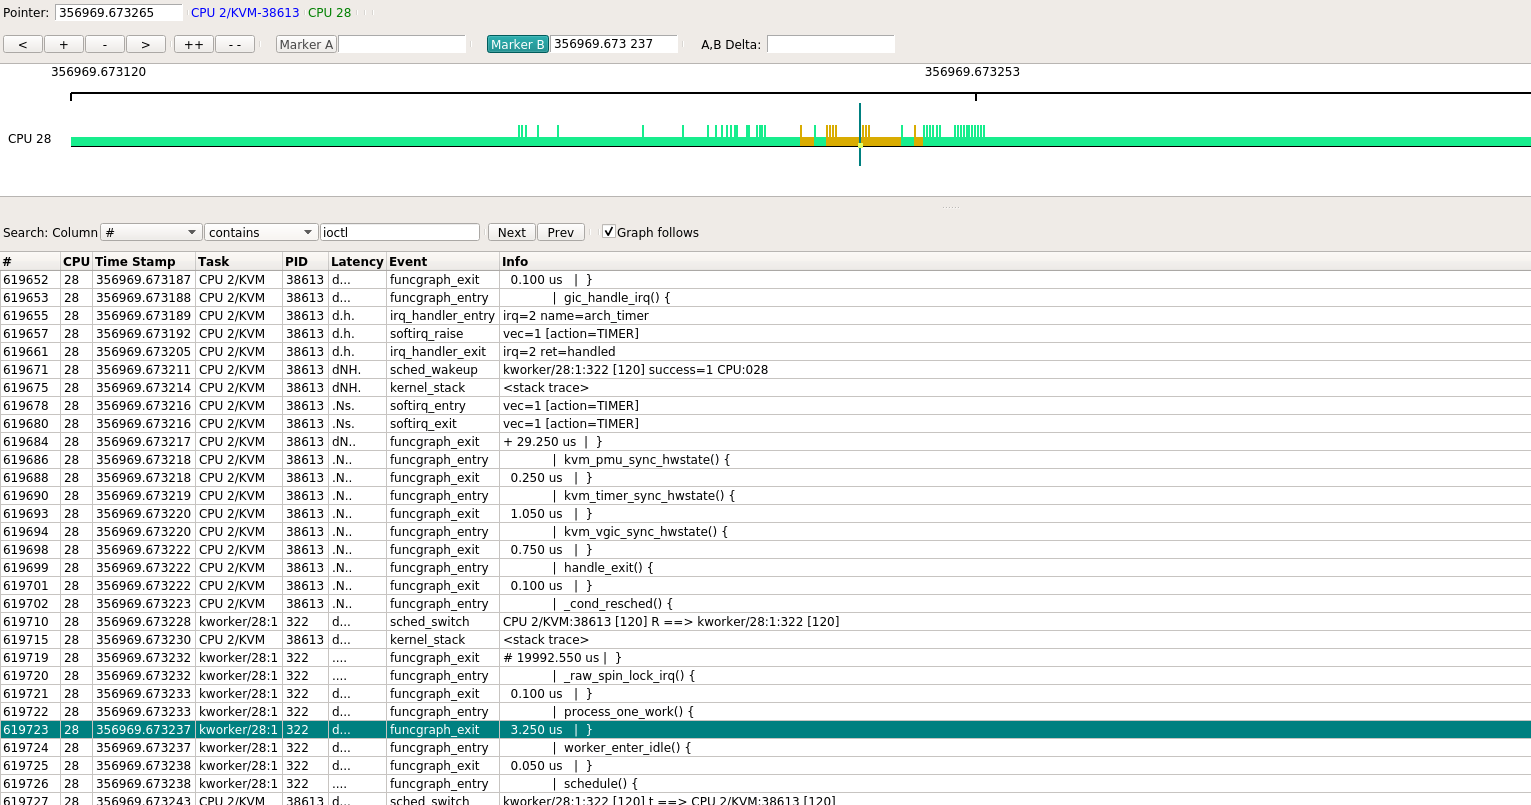 Pointer: 356969.673265 CPU 2/KVM-38613 CPU 28
< + - > ++ - - Marker A Marker B 356969.673 237 A,B Delta:
356969.673120 356969.673253
CPU 28
Search: Column # contains ioctl Next Prev Graph follows
# CPU Time Stamp Task PID Latency Event Info
619652 28 356969.673187 CPU 2/KVM 38613 d... funcgraph_exit 0.100 us | }
619653 28 356969.673188 CPU 2/KVM 38613 d... funcgraph_entry | gic_handle_irq() {
619655 28 356969.673189 CPU 2/KVM 38613 d.h. irq_handler_entry irq=2 name=arch_timer
619657 28 356969.673192 CPU 2/KVM 38613 d.h. softirq_raise vec=1 [action=TIMER]
619661 28 356969.673205 CPU 2/KVM 38613 d.h. irq_handler_exit irq=2 ret=handled
619671 28 356969.673211 CPU 2/KVM 38613 dNH. sched_wakeup kworker/28:1:322 [120] success=1 CPU:028
619675 28 356969.673214 CPU 2/KVM 38613 dNH. kernel_stack <stack trace>
619678 28 356969.673216 CPU 2/KVM 38613 .Ns. softirq_entry vec=1 [action=TIMER]
619680 28 356969.673216 CPU 2/KVM 38613 .Ns. softirq_exit vec=1 [action=TIMER]
619684 28 356969.673217 CPU 2/KVM 38613 dN.. funcgraph_exit + 29.250 us | }
619686 28 356969.673218 CPU 2/KVM 38613 .N.. funcgraph_entry | kvm_pmu_sync_hwstate() {
619688 28 356969.673218 CPU 2/KVM 38613 .N.. funcgraph_exit 0.250 us | }
619690 28 356969.673219 CPU 2/KVM 38613 .N.. funcgraph_entry | kvm_timer_sync_hwstate() {
619693 28 356969.673220 CPU 2/KVM 38613 .N.. funcgraph_exit 1.050 us | }
619694 28 356969.673220 CPU 2/KVM 38613 .N.. funcgraph_entry | kvm_vgic_sync_hwstate() {
619698 28 356969.673222 CPU 2/KVM 38613 .N.. funcgraph_exit 0.750 us | }
619699 28 356969.673222 CPU 2/KVM 38613 .N.. funcgraph_entry | handle_exit() {
619701 28 356969.673222 CPU 2/KVM 38613 .N.. funcgraph_exit 0.100 us | }
619702 28 356969.673223 CPU 2/KVM 38613 .N.. funcgraph_entry | _cond_resched() {
619710 28 356969.673228 kworker/28:1 322 d... sched_switch CPU 2/KVM:38613 [120] R ==> kworker/28:1:322 [120]
619715 28 356969.673230 CPU 2/KVM 38613 d... kernel_stack <stack trace>
619719 28 356969.673232 kworker/28:1 322 .... funcgraph_exit # 19992.550 us | }
619720 28 356969.673232 kworker/28:1 322 .... funcgraph_entry | _raw_spin_lock_irq() {
619721 28 356969.673233 kworker/28:1 322 d... funcgraph_exit 0.100 us | }
619722 28 356969.673233 kworker/28:1 322 d... funcgraph_entry | process_one_work() {
619723 28 356969.673237 kworker/28:1 322 d... funcgraph_exit 3.250 us | }
619724 28 356969.673237 kworker/28:1 322 d... funcgraph_entry | worker_enter_idle() {
619725 28 356969.673238 kworker/28:1 322 d... funcgraph_exit 0.050 us | }
619726 28 356969.673238 kworker/28:1 322 .... funcgraph_entry | schedule() {
619727 28 356969.673243 CPU 2/KVM 38613 d... sched_switch kworker/28:1:322 [120] t ==> CPU 2/KVM:38613 [120]